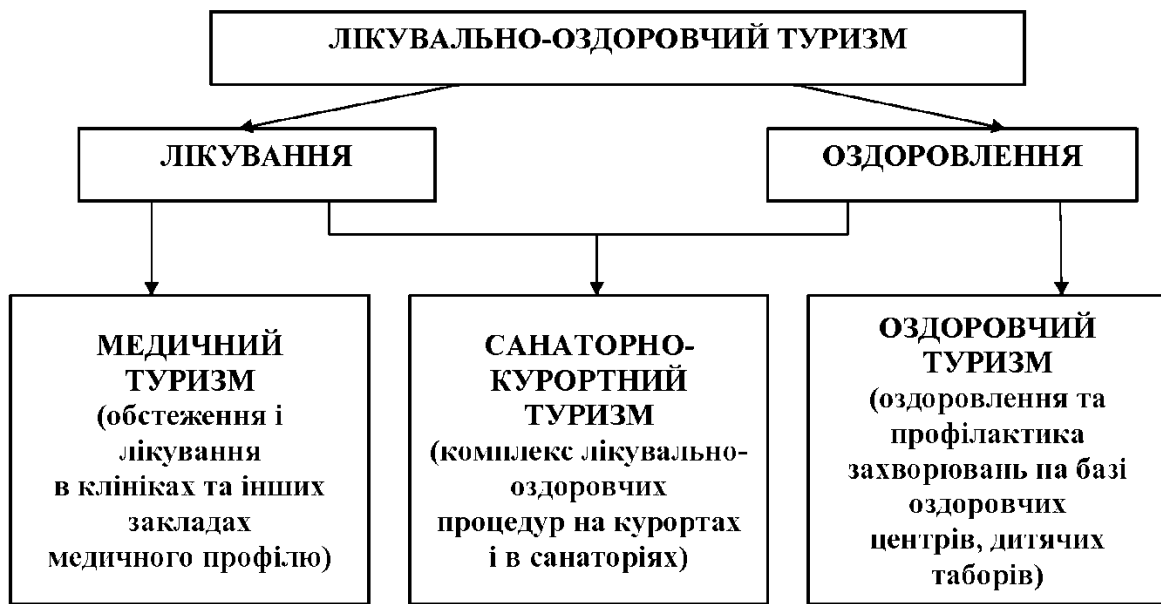 ЛІКУВАЛЬНО-ОЗДОРОВЧИЙ ТУРИЗМ
ЛІКУВАННЯ
ОЗДОРОВЛЕННЯ
МЕДИЧНИЙ
ТУРИЗМ
(обстеження і
лікування
в клініках та інших
закладах
медичного профілю)
САНАТОРНО-
КУРОРТНИЙ
ТУРИЗМ
(комплекс лікувально-
оздоровчих
процедур на курортах
і в санаторіях)
ОЗДОРОВЧИЙ
ТУРИЗМ
(оздоровлення та
профілактика
захворювань на базі
оздоровчих
центрів, дитячих
таборів)